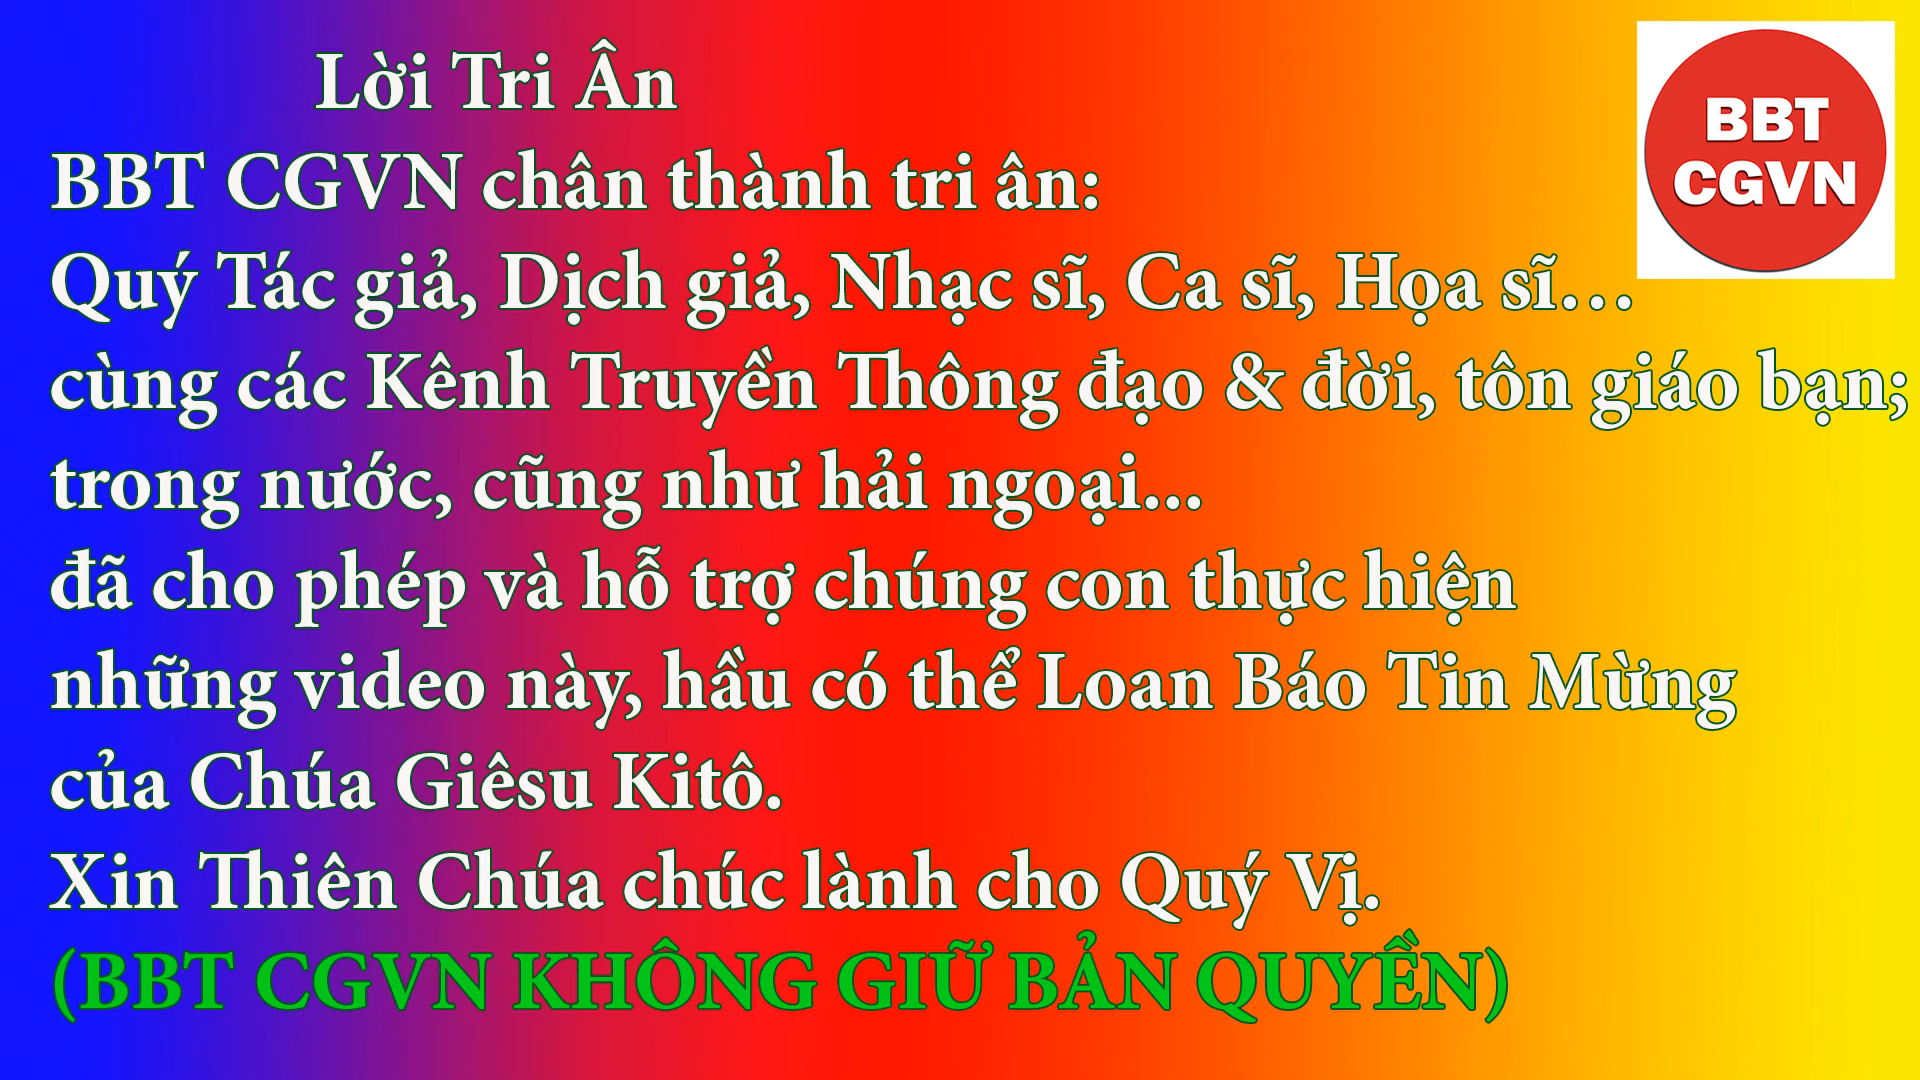 Lời Tri Ân
BBT CGVN chân thành tri ân:
Quý Tác giả, Dịch giả, Nhạc sĩ, Ca sĩ, Họa sĩ…
cùng các Kênh Truyền Thông đạo & đời, tôn giáo bạn;
trong nước, cũng như hải ngoại...
đã cho phép và hỗ trợ chúng con thực hiện
những video này, hầu có thể Loan Báo Tin Mừng
của Chúa Giêsu Kitô.
Xin Thiên Chúa chúc lành cho Quý Vị.
(BBT CGVN KHÔNG GIỮ BẢN QUYỀN)
BBT
CGVN